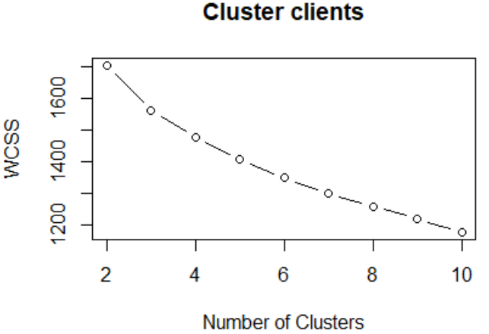 Cluster clients
WCSS
1600
1400
1200
2 4 6 8 10
Number of Clusters